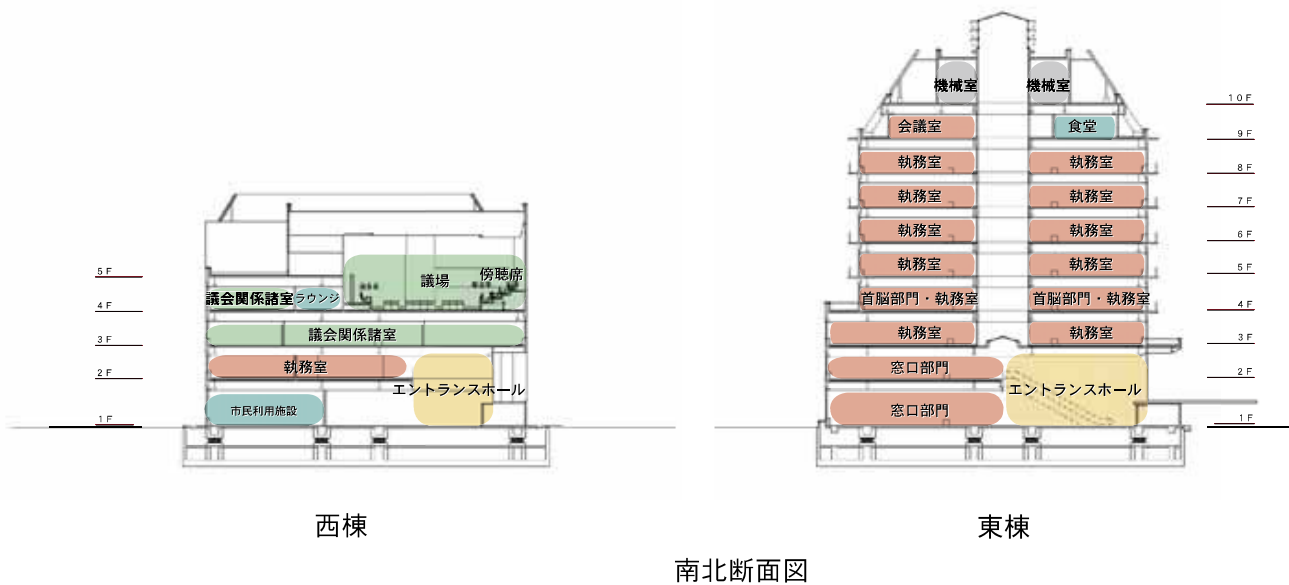 機械室
機械室
10F
会議室
食堂
9F
執務室
執務室
8F
執務室
執務室
7F
執務室
執務室
6F
執務室
執務室
5F
首脳部門・執務室
首脳部門・執務室
4F
執務室
執務室
3F
窓口部門
2F
エントランスホール
窓口部門
1F
5F
議場
傍聴席
議会関係諸室
ラウンジ
4F
議会関係諸室
3F
執務室
2F
エントランスホール
市民利用施設
1F
西棟
東棟
南北断面図